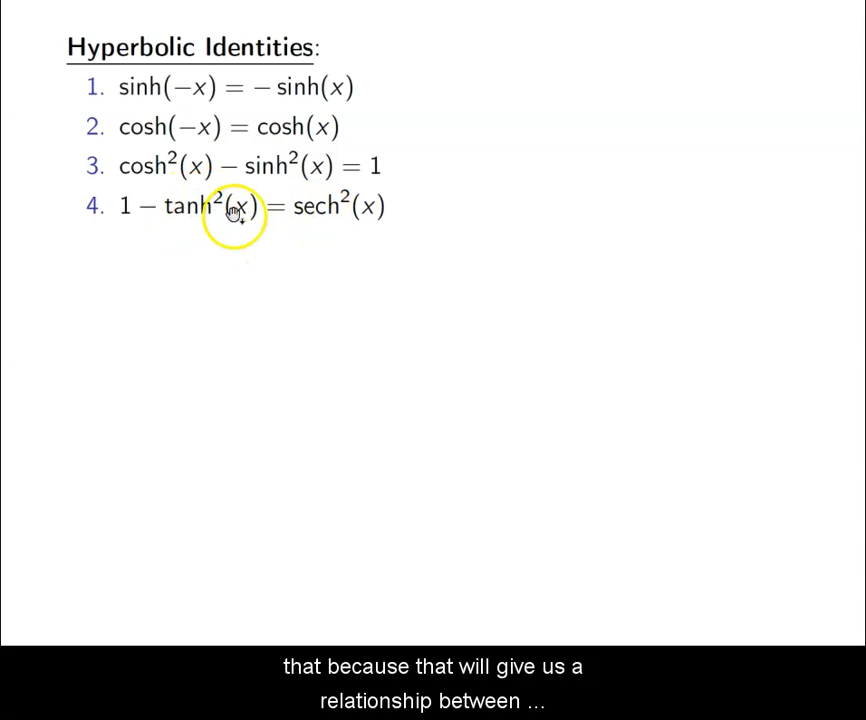 Hyperbolic Identities:
1. sinh(−x) = − sinh(x)
2. cosh(−x) = cosh(x)
3. cosh²(x) − sinh²(x) = 1
4. 1 − tanh²(x) = sech²(x)
that because that will give us a
relationship between ...